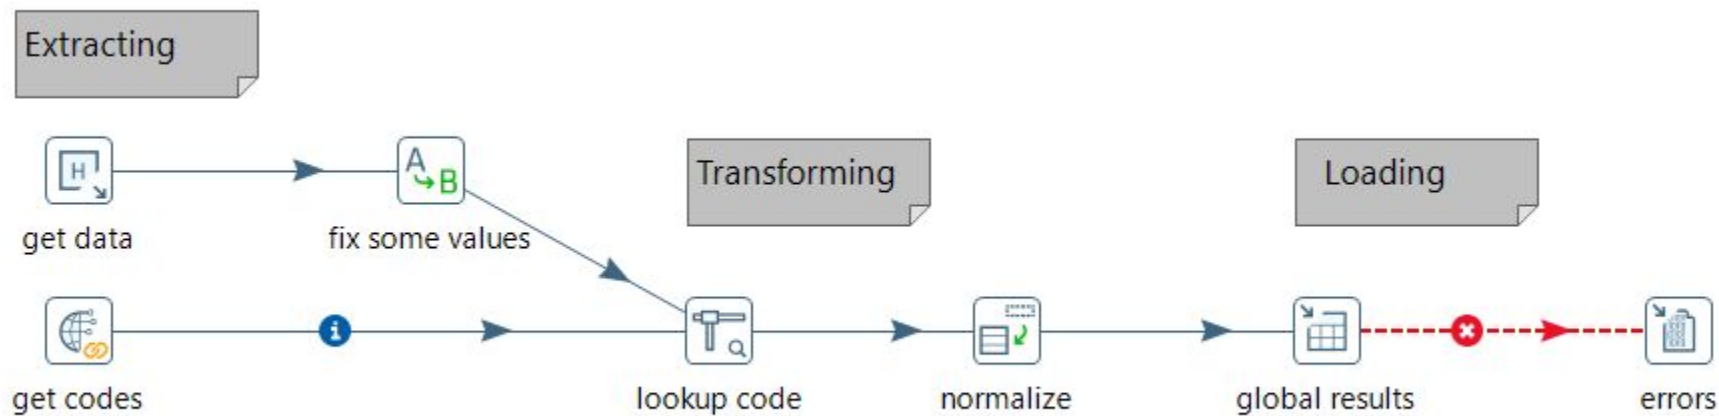 Extracting
Transforming
Loading
H
A
B
get data
fix some values
i
get codes
lookup code
normalize
global results
errors